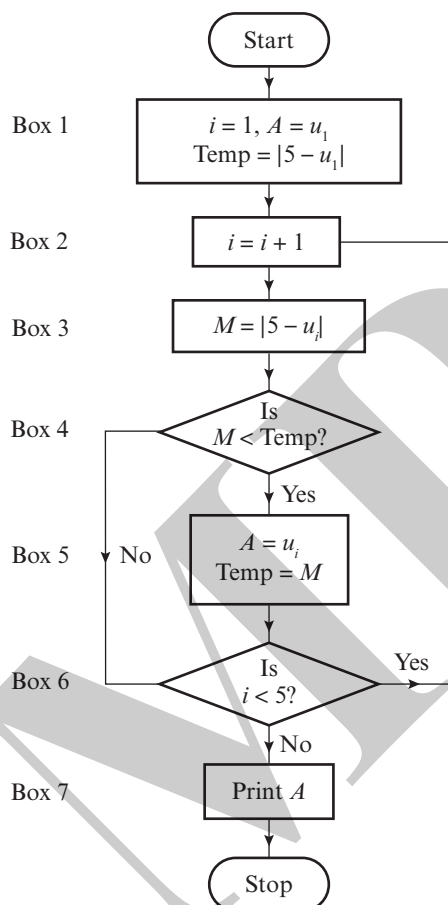 Start
Box 1
i = 1, A = u₁
Temp = |5 – u₁|
Box 2
i = i + 1
Box 3
M = |5 – uᵢ|
Box 4
Is
M < Temp?
Yes
Box 5
No
A = uᵢ
Temp = M
Box 6
Is
i < 5?
Yes
No
Box 7
Print A
Stop